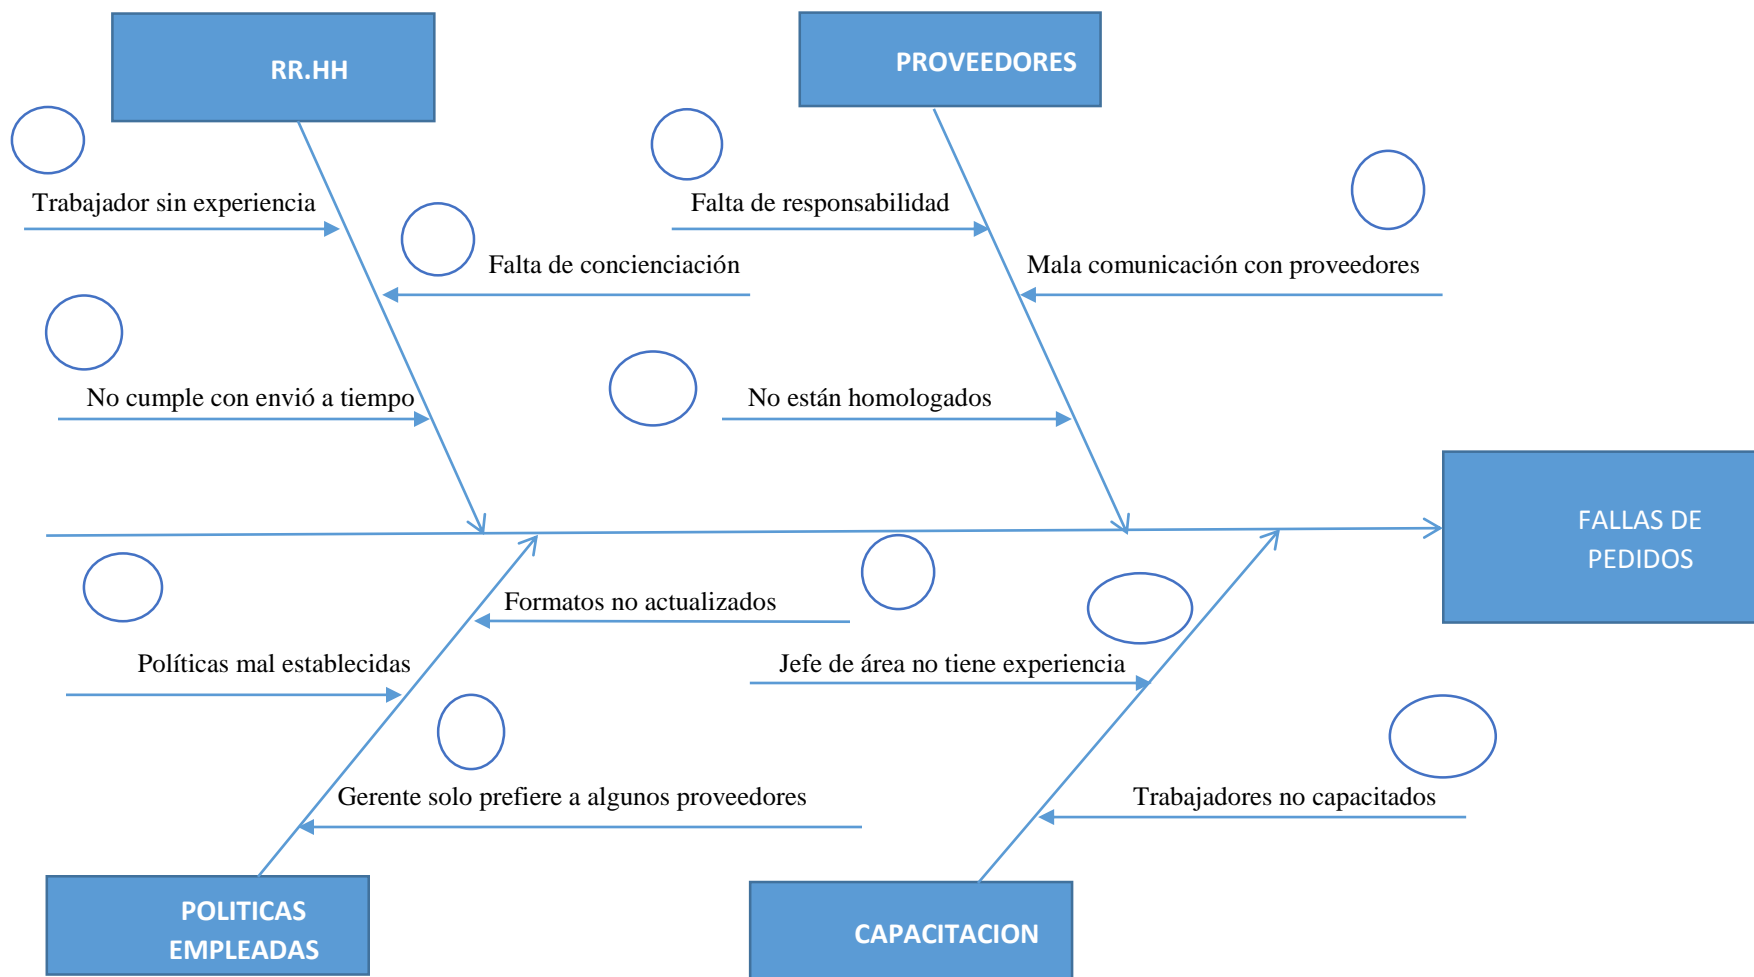 RR.HH
PROVEEDORES
Trabajador sin experiencia
Falta de responsabilidad
Falta de concienciación
Mala comunicación con proveedores
No cumple con envió a tiempo
No están homologados
FALLAS DE
PEDIDOS
Formatos no actualizados
Políticas mal establecidas
Jefe de área no tiene experiencia
Gerente solo prefiere a algunos proveedores
Trabajadores no capacitados
POLITICAS
EMPLEADAS
CAPACITACION